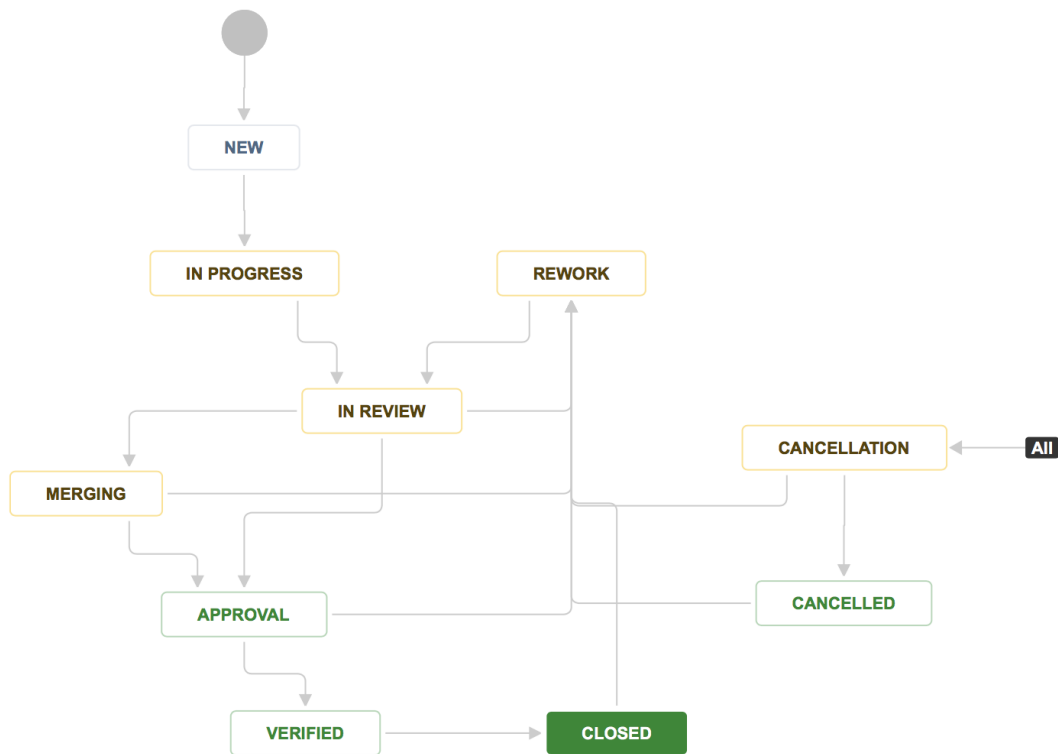 NEW
IN PROGRESS
REWORK
IN REVIEW
CANCELLATION
All
MERGING
CANCELLED
APPROVAL
VERIFIED
CLOSED